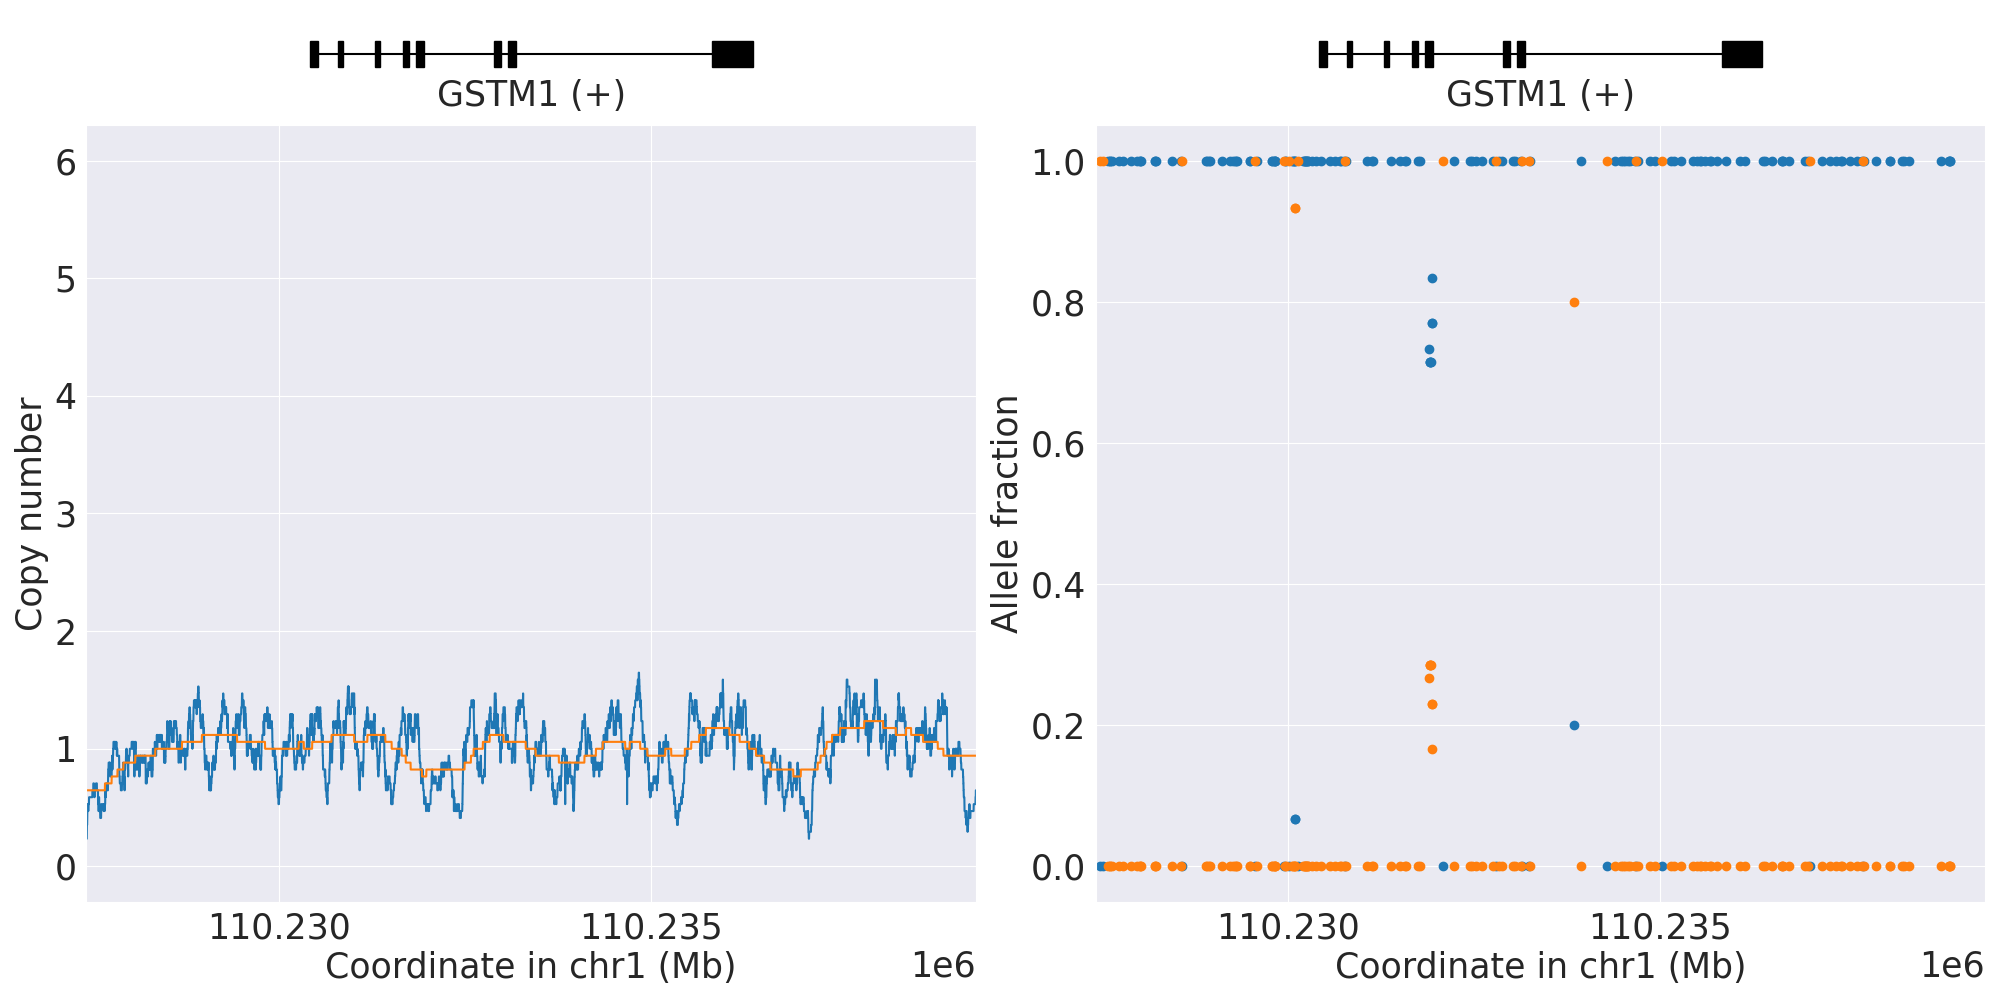 GSTM1 (+)
6
5
4
3
2
1
0
Copy number
110.230 110.235
Coordinate in chr1 (Mb)
1e6
GSTM1 (+)
1.0
0.8
0.6
0.4
0.2
0.0
Allele fraction
110.230 110.235
Coordinate in chr1 (Mb)
1e6